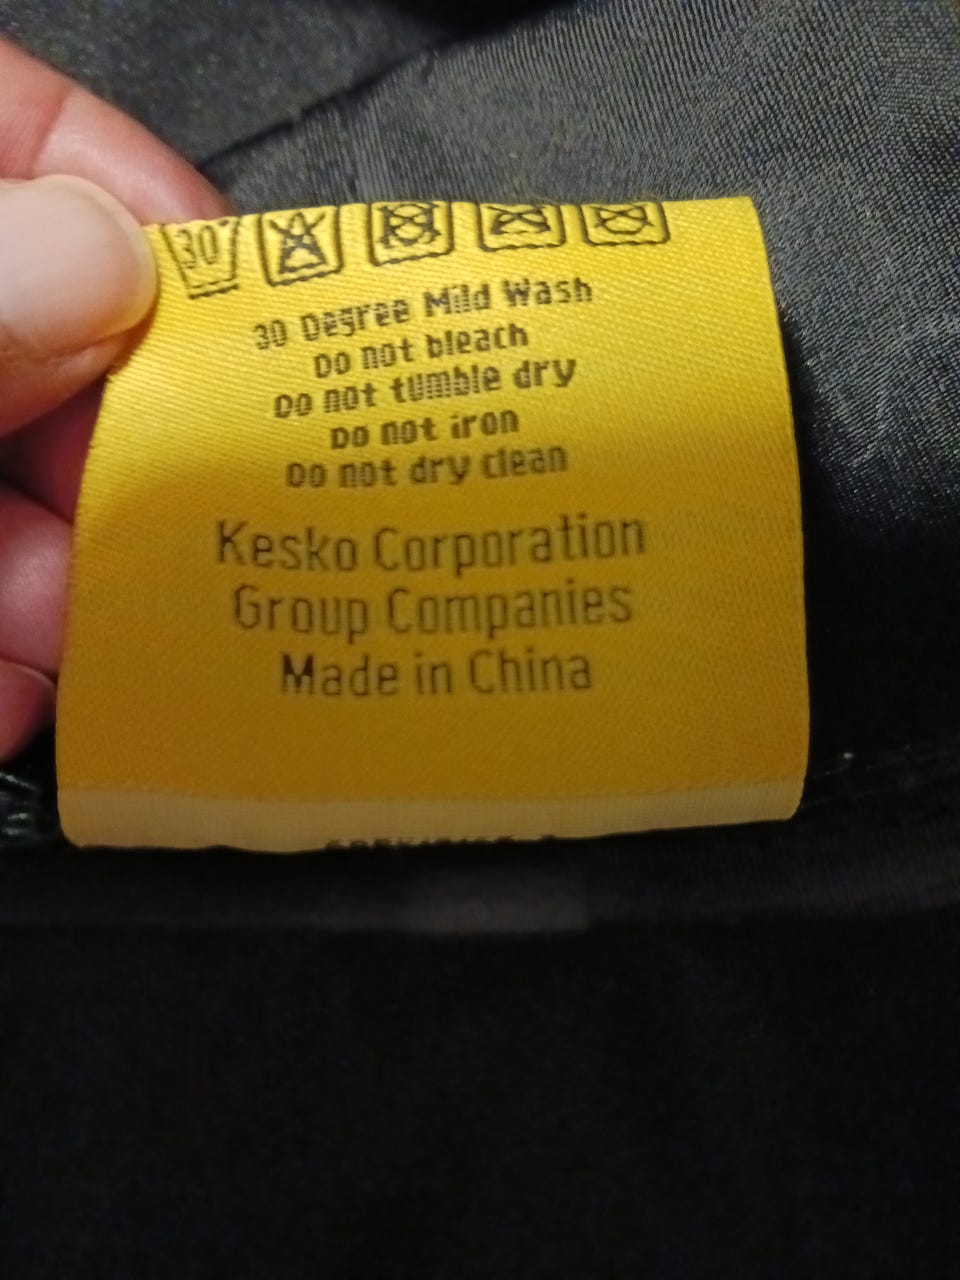 30°
30 Degree Mild Wash
Do not bleach
Do not tumble dry
Do not iron
Do not dry clean
Kesko Corporation
Group Companies
Made in China